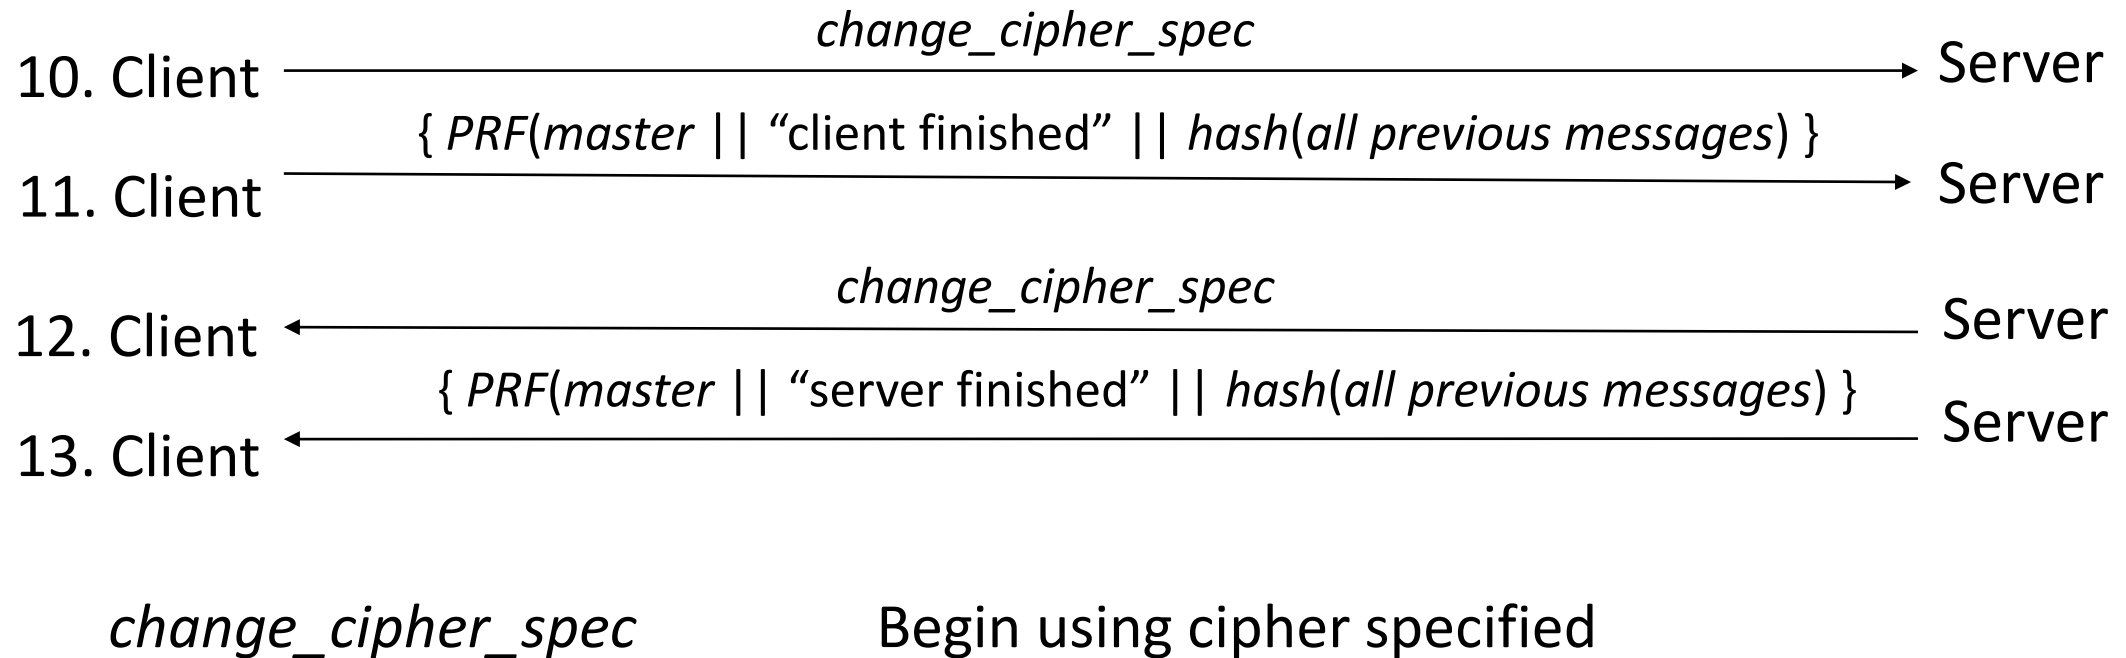 change_cipher_spec
10. Client Server
{ PRF(master || “client finished” || hash(all previous messages) }
11. Client Server
change_cipher_spec
12. Client Server
{ PRF(master || “server finished” || hash(all previous messages) }
13. Client Server
change_cipher_spec Begin using cipher specified